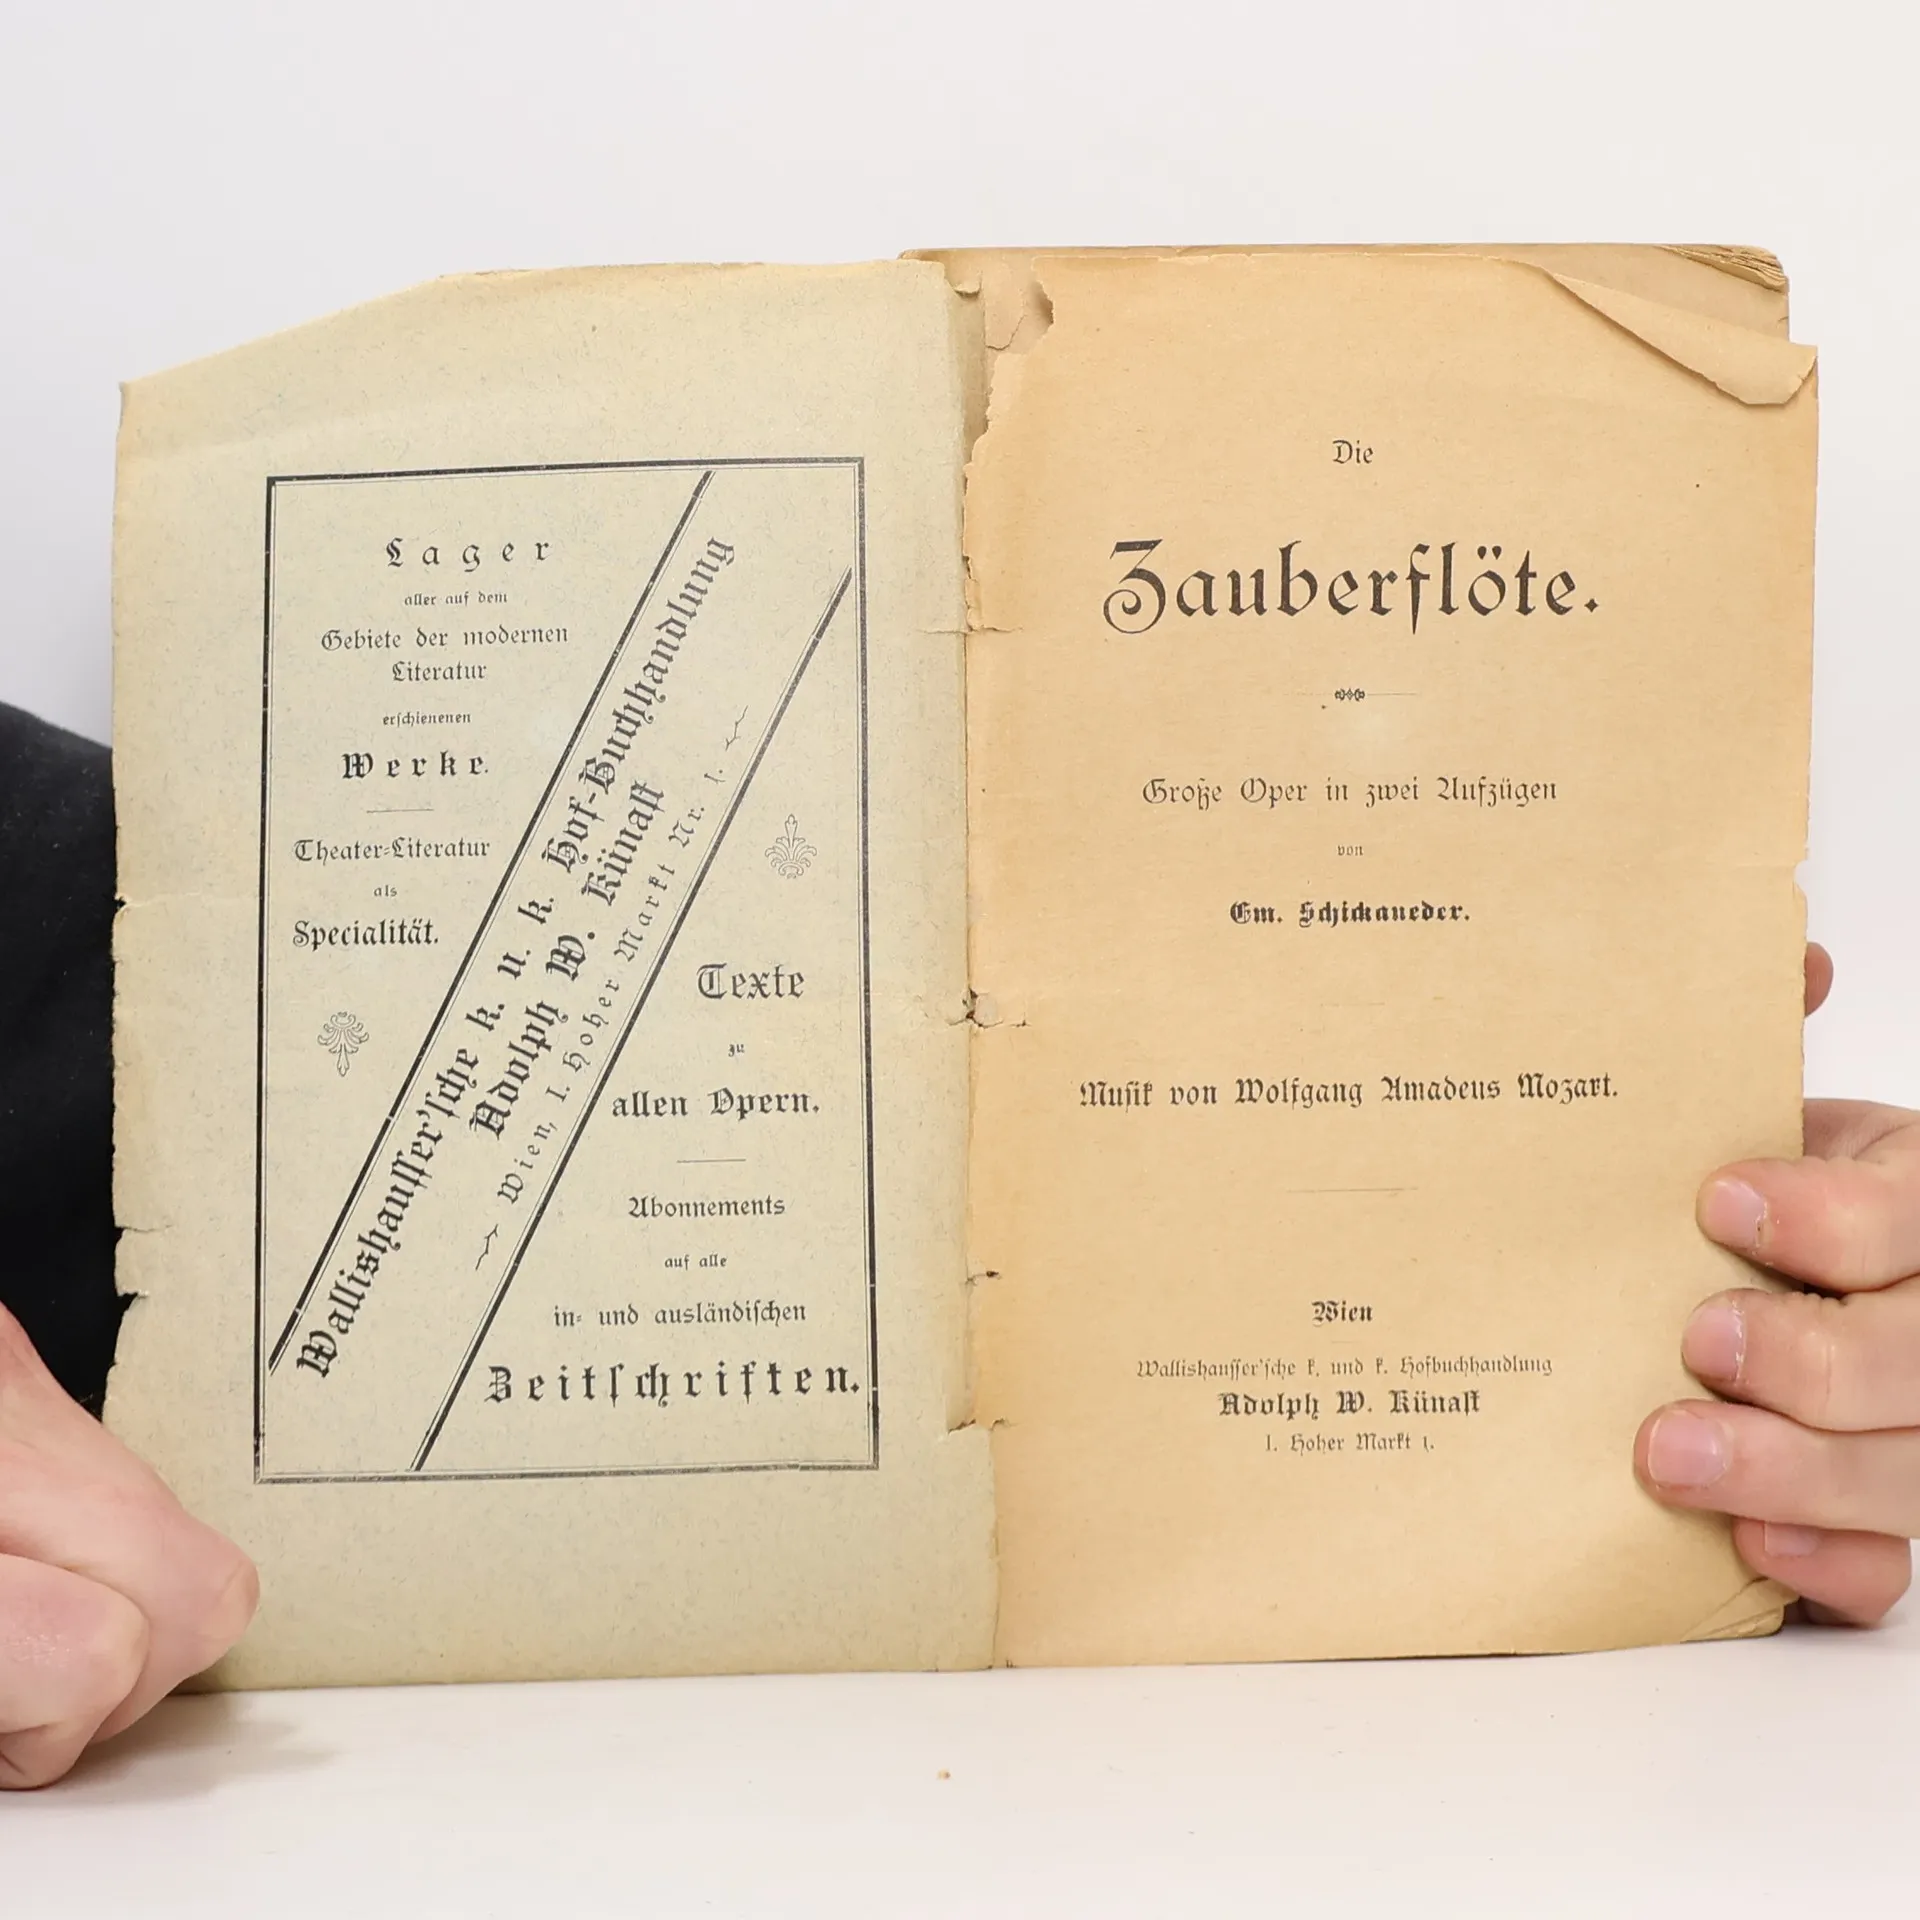 Lager
aller auf dem
Gebiete der modernen
Literatur
erschienenen
Werke.
Theater-Literatur
als
Specialität.
Wallishausser'sche k. u. k. Hof-Buchhandlung
Adolph W. Künast
Wien, I. Hoher Markt Nr. 1.
Texte
zu
allen Opern.
Abonnements
auf alle
in- und ausländischen
Zeitschriften.
Die
Zauberflöte.
Große Oper in zwei Aufzügen
von
Em. Schickaneder.
Musik von Wolfgang Amadeus Mozart.
Wien
Wallishausser'sche k. und k. Hofbuchhandlung
Adolph W. Künast
I. Hoher Markt 1.